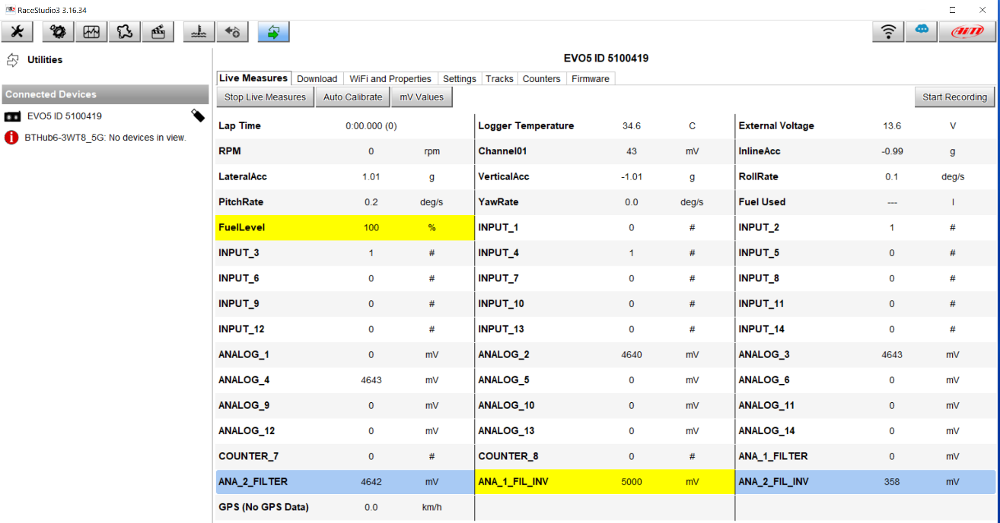 RaceStudio3 3.16.34
AiM
Utilities
EVO5 ID 5100419
Live Measures Download WiFi and Properties Settings Tracks Counters Firmware
Connected Devices
Stop Live Measures Auto Calibrate mV Values Start Recording
EVO5 ID 5100419
BTHub6-3WT8_5G: No devices in view.
Lap Time 0:00.000 (0) Logger Temperature 34.6 C External Voltage 13.6 V
RPM 0 rpm Channel01 43 mV InlineAcc -0.99 g
LateralAcc 1.01 g VerticalAcc -1.01 g RollRate 0.1 deg/s
PitchRate 0.2 deg/s YawRate 0.0 deg/s Fuel Used --- l
FuelLevel 100 % INPUT_1 0 # INPUT_2 1 #
INPUT_3 1 # INPUT_4 1 # INPUT_5 0 #
INPUT_6 0 # INPUT_7 0 # INPUT_8 0 #
INPUT_9 0 # INPUT_10 0 # INPUT_11 0 #
INPUT_12 0 # INPUT_13 0 # INPUT_14 0 #
ANALOG_1 0 mV ANALOG_2 4640 mV ANALOG_3 4643 mV
ANALOG_4 4643 mV ANALOG_5 0 mV ANALOG_6 0 mV
ANALOG_9 0 mV ANALOG_10 0 mV ANALOG_11 0 mV
ANALOG_12 0 mV ANALOG_13 0 mV ANALOG_14 0 mV
COUNTER_7 0 # COUNTER_8 0 # ANA_1_FILTER 0 mV
ANA_2_FILTER 4642 mV ANA_1_FIL_INV 5000 mV ANA_2_FIL_INV 358 mV
GPS (No GPS Data) 0.0 km/h